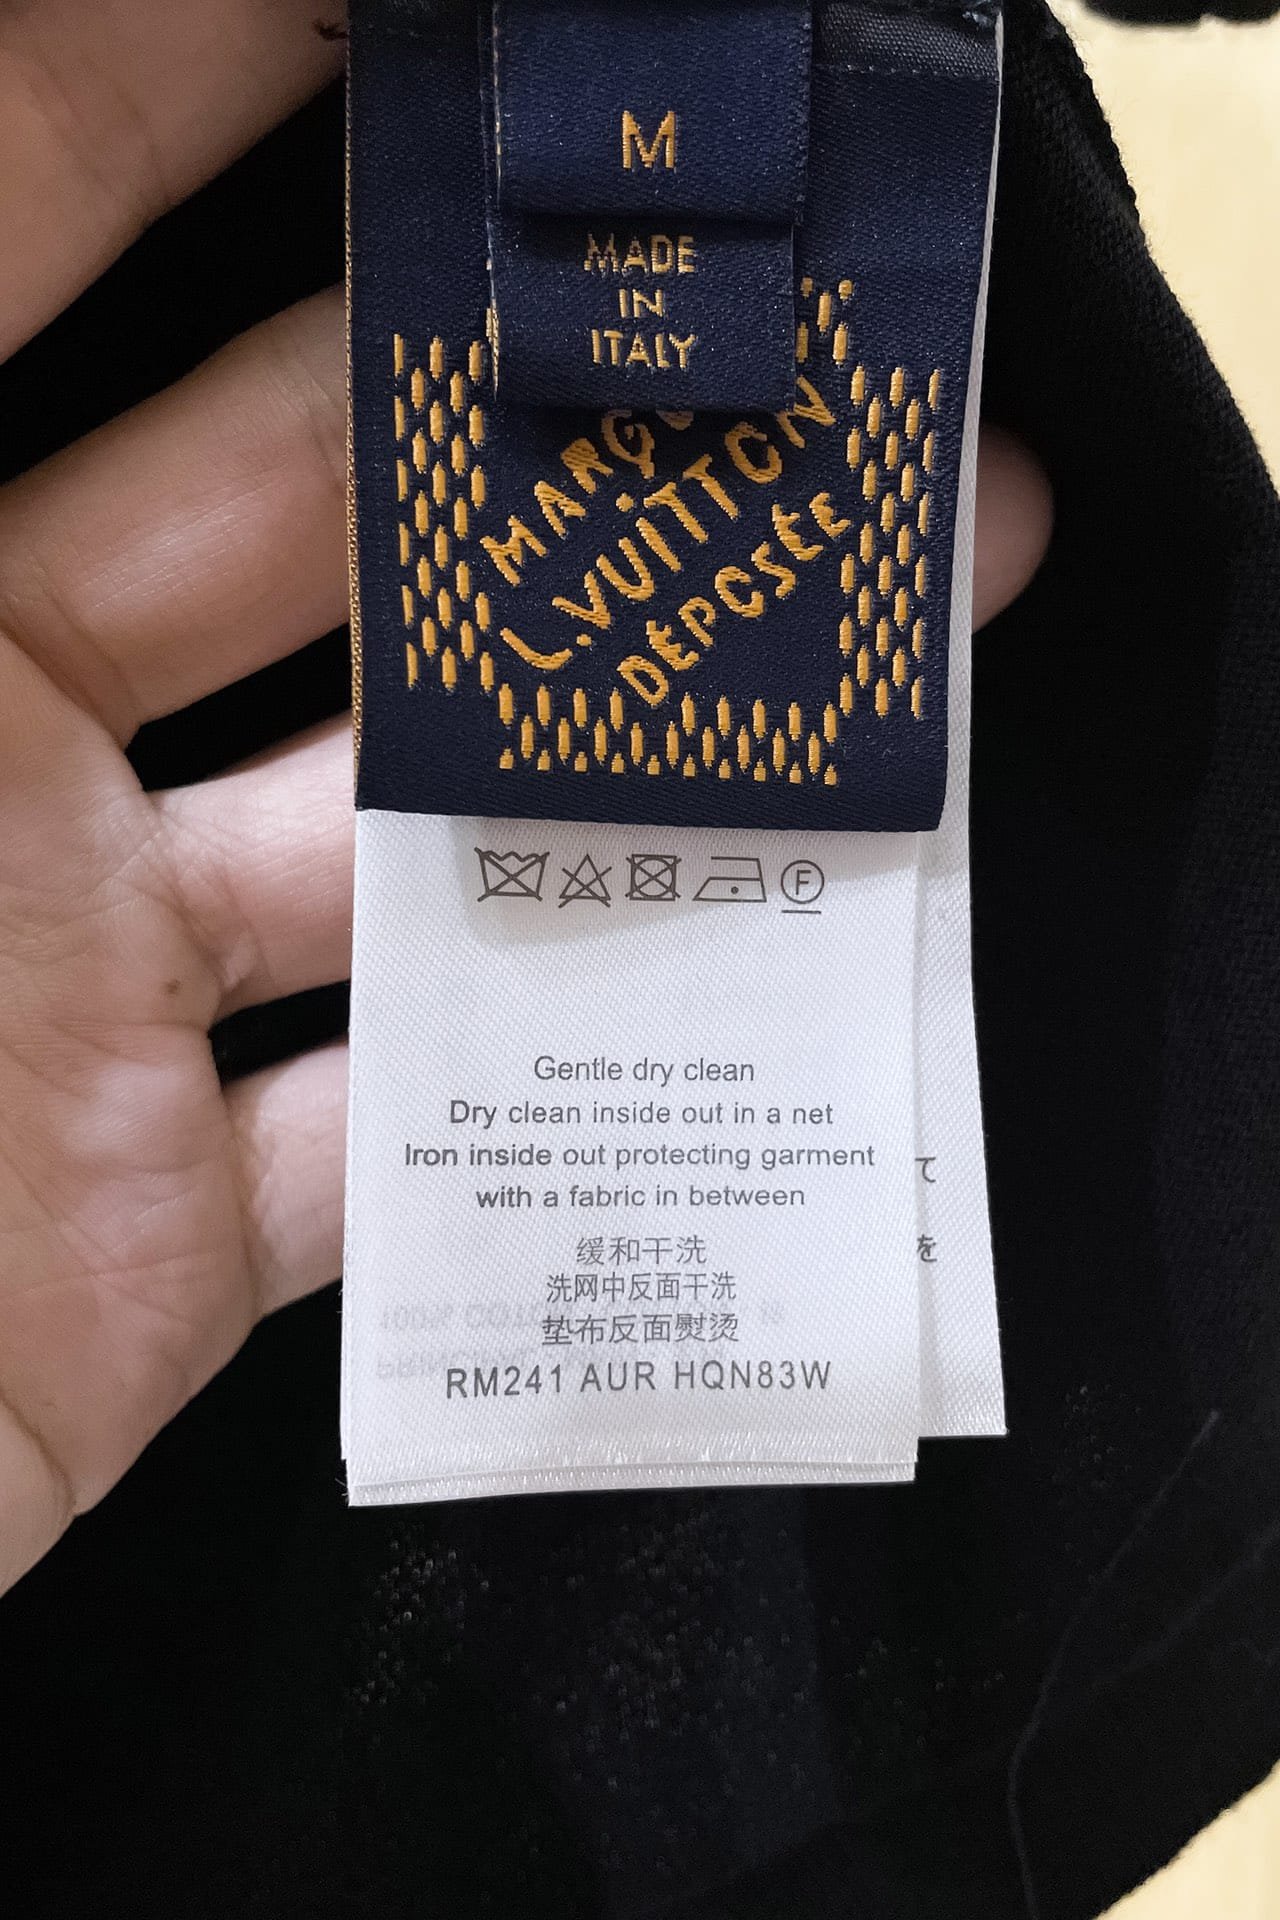 M
MADE
IN
ITALY
L.VUITTON
DÉPOSÉE
F
Gentle dry clean
Dry clean inside out in a net
Iron inside out protecting garment
with a fabric in between
缓和干洗
洗网中反面干洗
垫布反面熨烫
RM241 AUR HQN83W
て
を